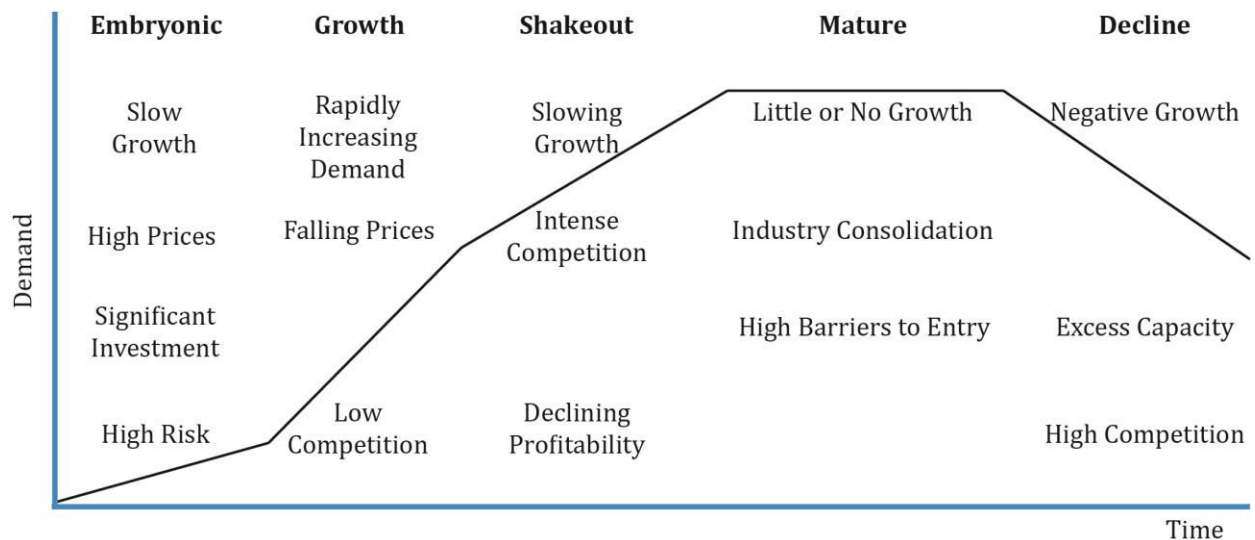 Embryonic
Growth
Shakeout
Mature
Decline
Slow
Growth
Rapidly
Increasing
Demand
Slowing
Growth
Little or No Growth
Negative Growth
High Prices
Falling Prices
Intense
Competition
Industry Consolidation
Significant
Investment
High Barriers to Entry
Excess Capacity
High Risk
Low
Competition
Declining
Profitability
High Competition
Demand
Time